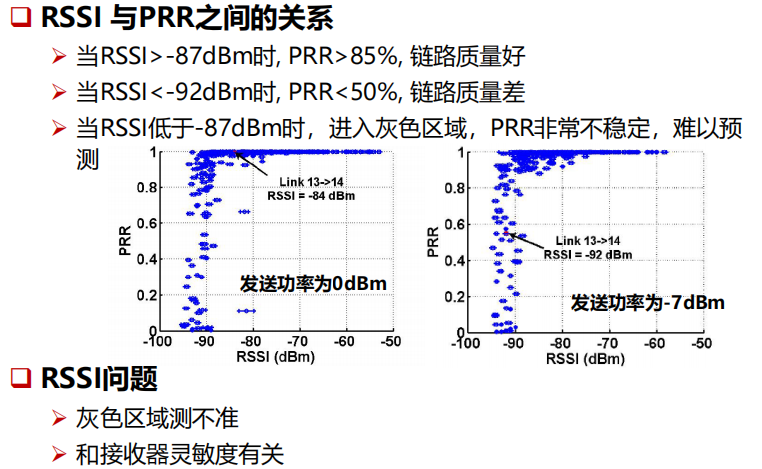 RSSI 与PRR之间的关系
当RSSI>-87dBm时, PRR>85%, 链路质量好
当RSSI<-92dBm时, PRR<50%, 链路质量差
当RSSI低于-87dBm时，进入灰色区域，PRR非常不稳定，难以预
测
1
0.8
0.6
0.4
0.2
0
PRR
Link 13->14
RSSI = -84 dBm
发送功率为0dBm
-100 -90 -80 -70 -60 -50
RSSI (dBm)
1
0.8
0.6
0.4
0.2
0
PRR
Link 13->14
RSSI = -92 dBm
发送功率为-7dBm
-100 -90 -80 -70 -60 -50
RSSI (dBm)
RSSI问题
灰色区域测不准
和接收器灵敏度有关